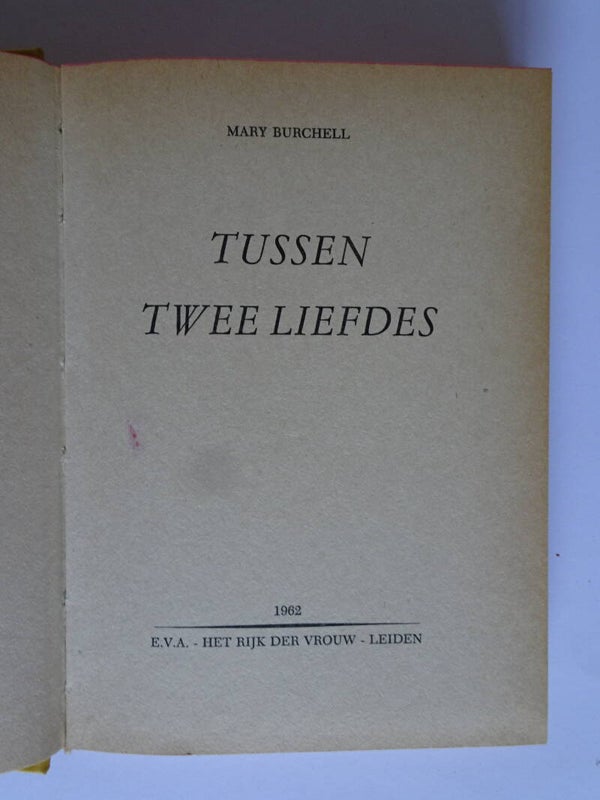 MARY BURCHELL
TUSSEN
TWEE LIEFDES
1962
E.V.A. - HET RIJK DER VROUW - LEIDEN